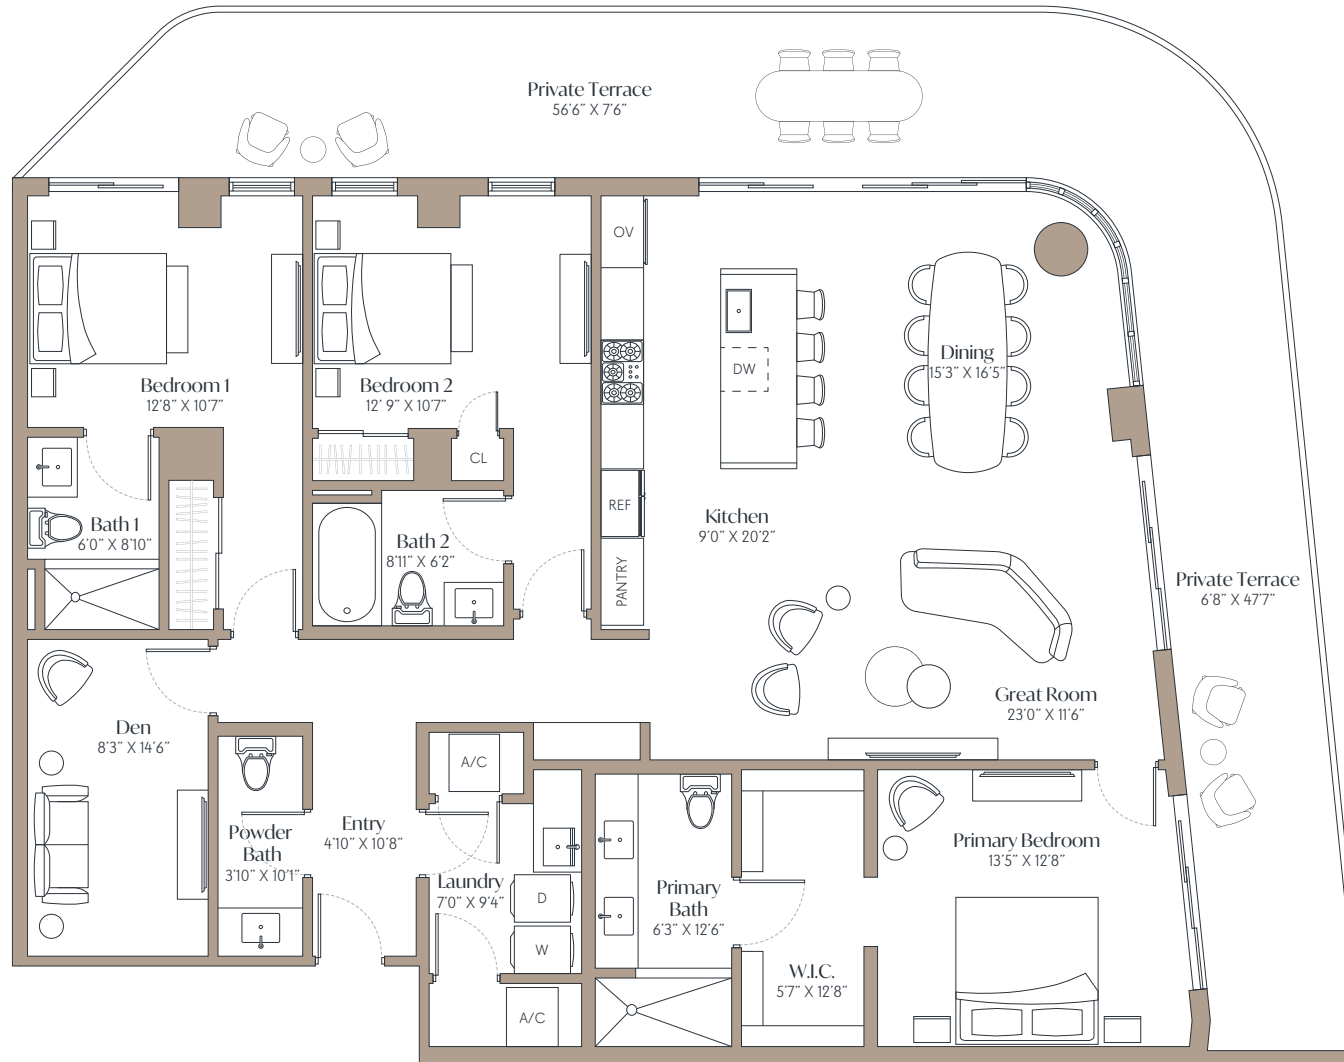 Private Terrace
56'6" X 7'6"
OV
Bedroom 1
12'8" X 10'7"
Bedroom 2
12' 9" X 10'7"
DW
Dining
15'3" X 16'5"
CL
REF
Kitchen
9'0" X 20'2"
Bath 1
6'0" X 8'10"
Bath 2
8'11" X 6'2"
PANTRY
Private Terrace
6'8" X 47'7"
Great Room
23'0" X 11'6"
Den
8'3" X 14'6"
A/C
Powder
Bath
3'10" X 10'1"
Entry
4'10" X 10'8"
Primary Bedroom
13'5" X 12'8"
Laundry
7'0" X 9'4"
D
W
Primary
Bath
6'3" X 12'6"
W.I.C.
5'7" X 12'8"
A/C